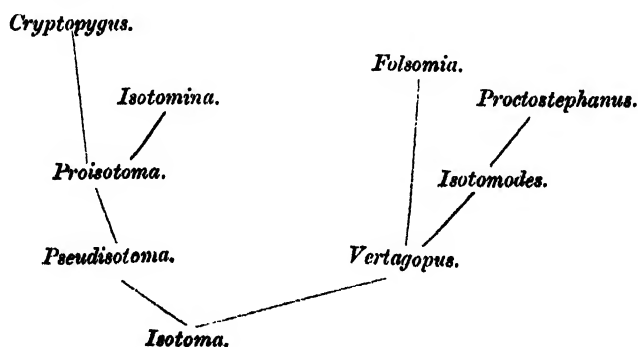 Cryptopygus.
Folsomia.
Isotomina.
Proctostephanus.
Proisotoma.
Isotomodes.
Pseudisotoma.
Vertagopus.
Isotoma.